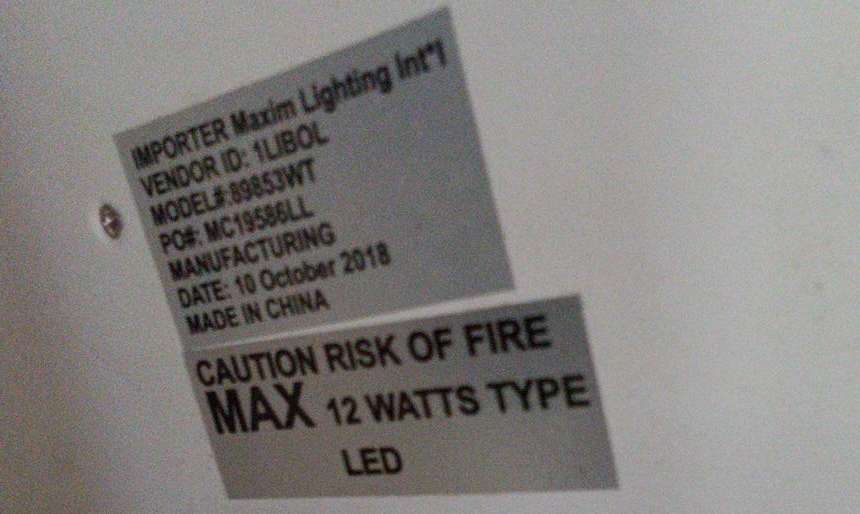 IMPORTER Maxim Lighting Int*l
VENDOR ID: 1LIBOL
MODEL#:89853WT
PO#: MC19586LL
MANUFACTURING
DATE: 10 October 2018
MADE IN CHINA
CAUTION RISK OF FIRE
MAX 12 WATTS TYPE
LED